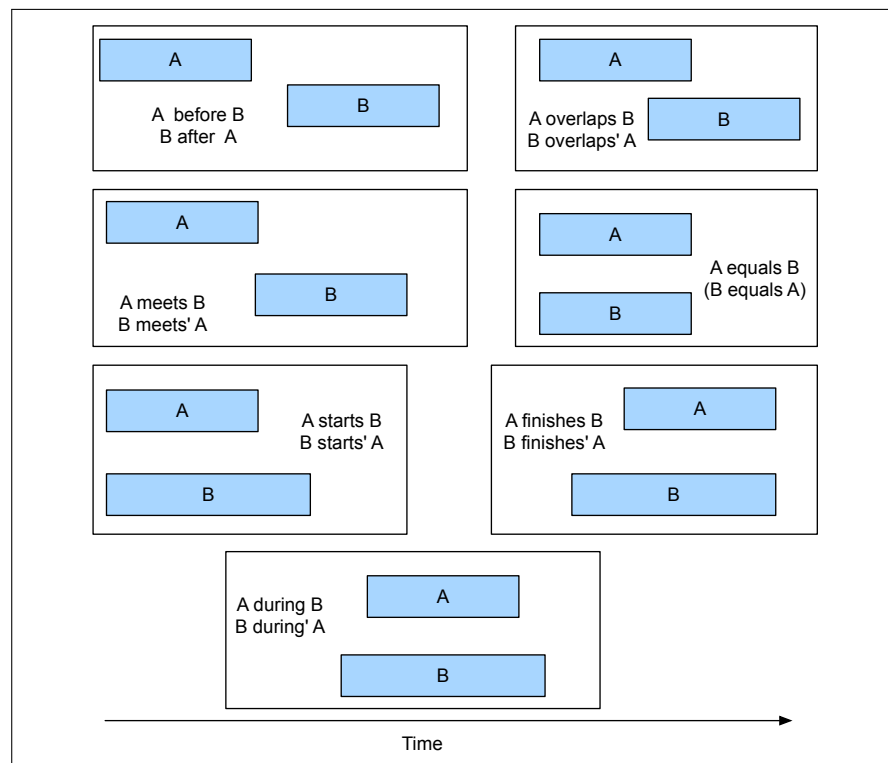 A
B
A before B
B after A
A
B
A overlaps B
B overlaps' A
A
B
A meets B
B meets' A
A
B
A equals B
(B equals A)
A
A starts B
B starts' A
B
A
A finishes B
B finishes' A
B
A
A during B
B during' A
B
Time